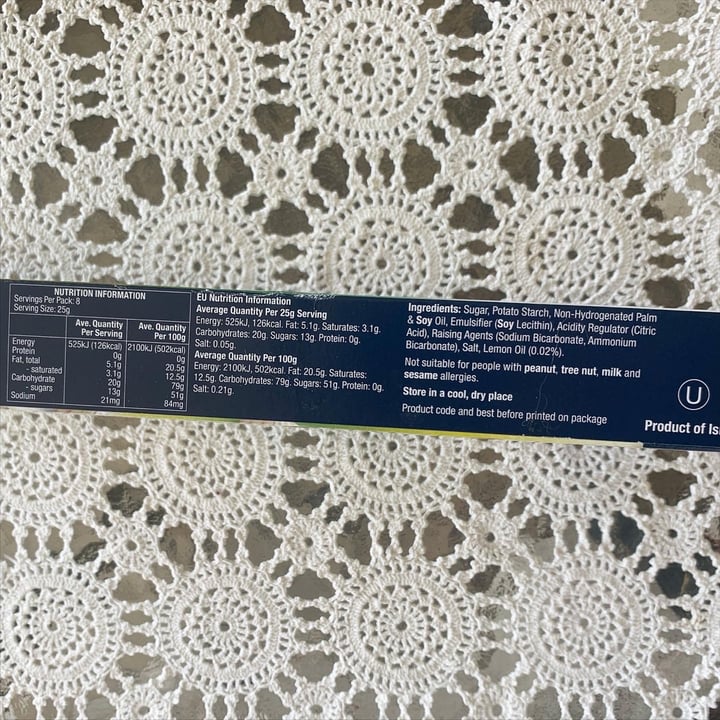 NUTRITION INFORMATION
Servings Per Pack: 8
Serving Size: 25g
Ave. Quantity Per Serving Ave. Quantity Per 100g
Energy 525kJ (126kcal) 2100kJ (502kcal)
Protein 0g 0g
Fat, total 5.1g 20.5g
- saturated 3.1g 12.5g
Carbohydrate 20g 79g
- sugars 13g 51g
Sodium 21mg 84mg
EU Nutrition Information
Average Quantity Per 25g Serving
Energy: 525kJ, 126kcal. Fat: 5.1g. Saturates: 3.1g.
Carbohydrates: 20g. Sugars: 13g. Protein: 0g.
Salt: 0.05g.
Average Quantity Per 100g
Energy: 2100kJ, 502kcal. Fat: 20.5g. Saturates:
12.5g. Carbohydrates: 79g. Sugars: 51g. Protein: 0g.
Salt: 0.21g.
Ingredients: Sugar, Potato Starch, Non-Hydrogenated Palm
& Soy Oil, Emulsifier (Soy Lecithin), Acidity Regulator (Citric
Acid), Raising Agents (Sodium Bicarbonate, Ammonium
Bicarbonate), Salt, Lemon Oil (0.02%).
Not suitable for people with peanut, tree nut, milk and
sesame allergies.
Store in a cool, dry place
Product code and best before printed on package
U
Product of Is